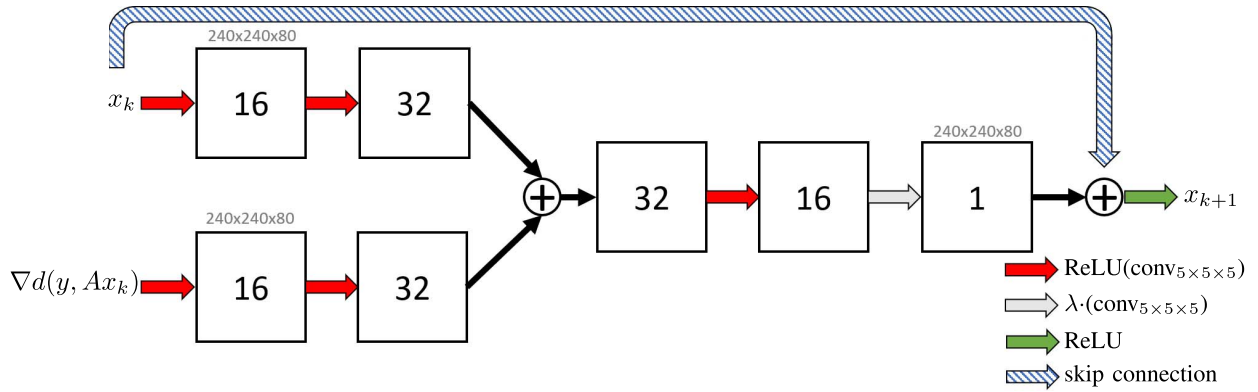 240x240x80
x_k
16
32
240x240x80
32
16
1
x_{k+1}
240x240x80
∇d(y, Ax_k)
16
32
ReLU(conv_{5×5×5})
λ·(conv_{5×5×5})
ReLU
skip connection